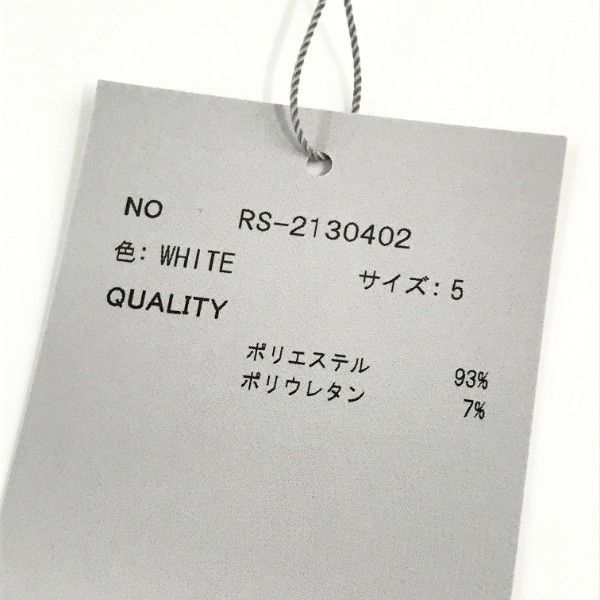 NO RS-2130402
色: WHITE サイズ: 5
QUALITY
ポリエステル 93%
ポリウレタン 7%